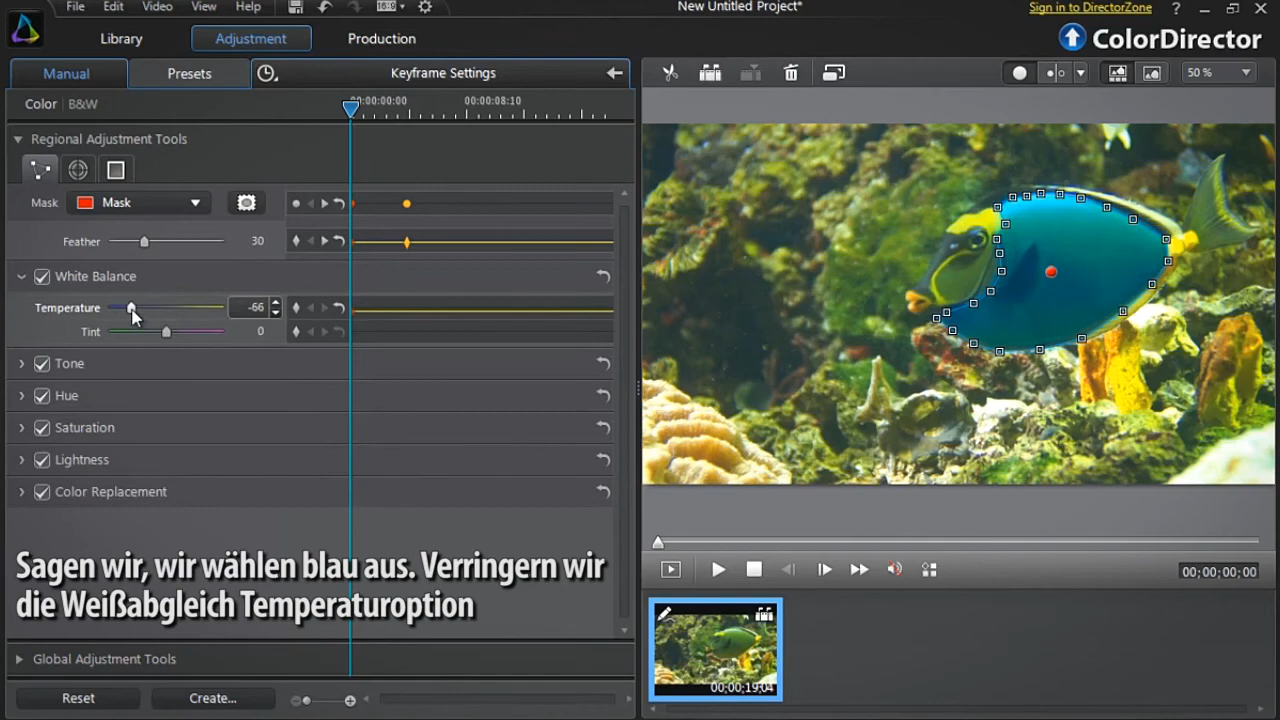 File Edit Video View Help
16:9
New Untitled Project*
Sign in to DirectorZone
?
Library Adjustment Production
ColorDirector
Manual Presets Keyframe Settings
50 %
Color B&W
00:00:00:00 00:00:08:10
Regional Adjustment Tools
Mask Mask
Feather 30
White Balance
Temperature -66
Tint 0
Tone
Hue
Saturation
Lightness
Color Replacement
Sagen wir, wir wählen blau aus. Verringern wir
die Weißabgleich Temperaturoption
00;00;00;00
00;00;19;04
Global Adjustment Tools
Reset Create...